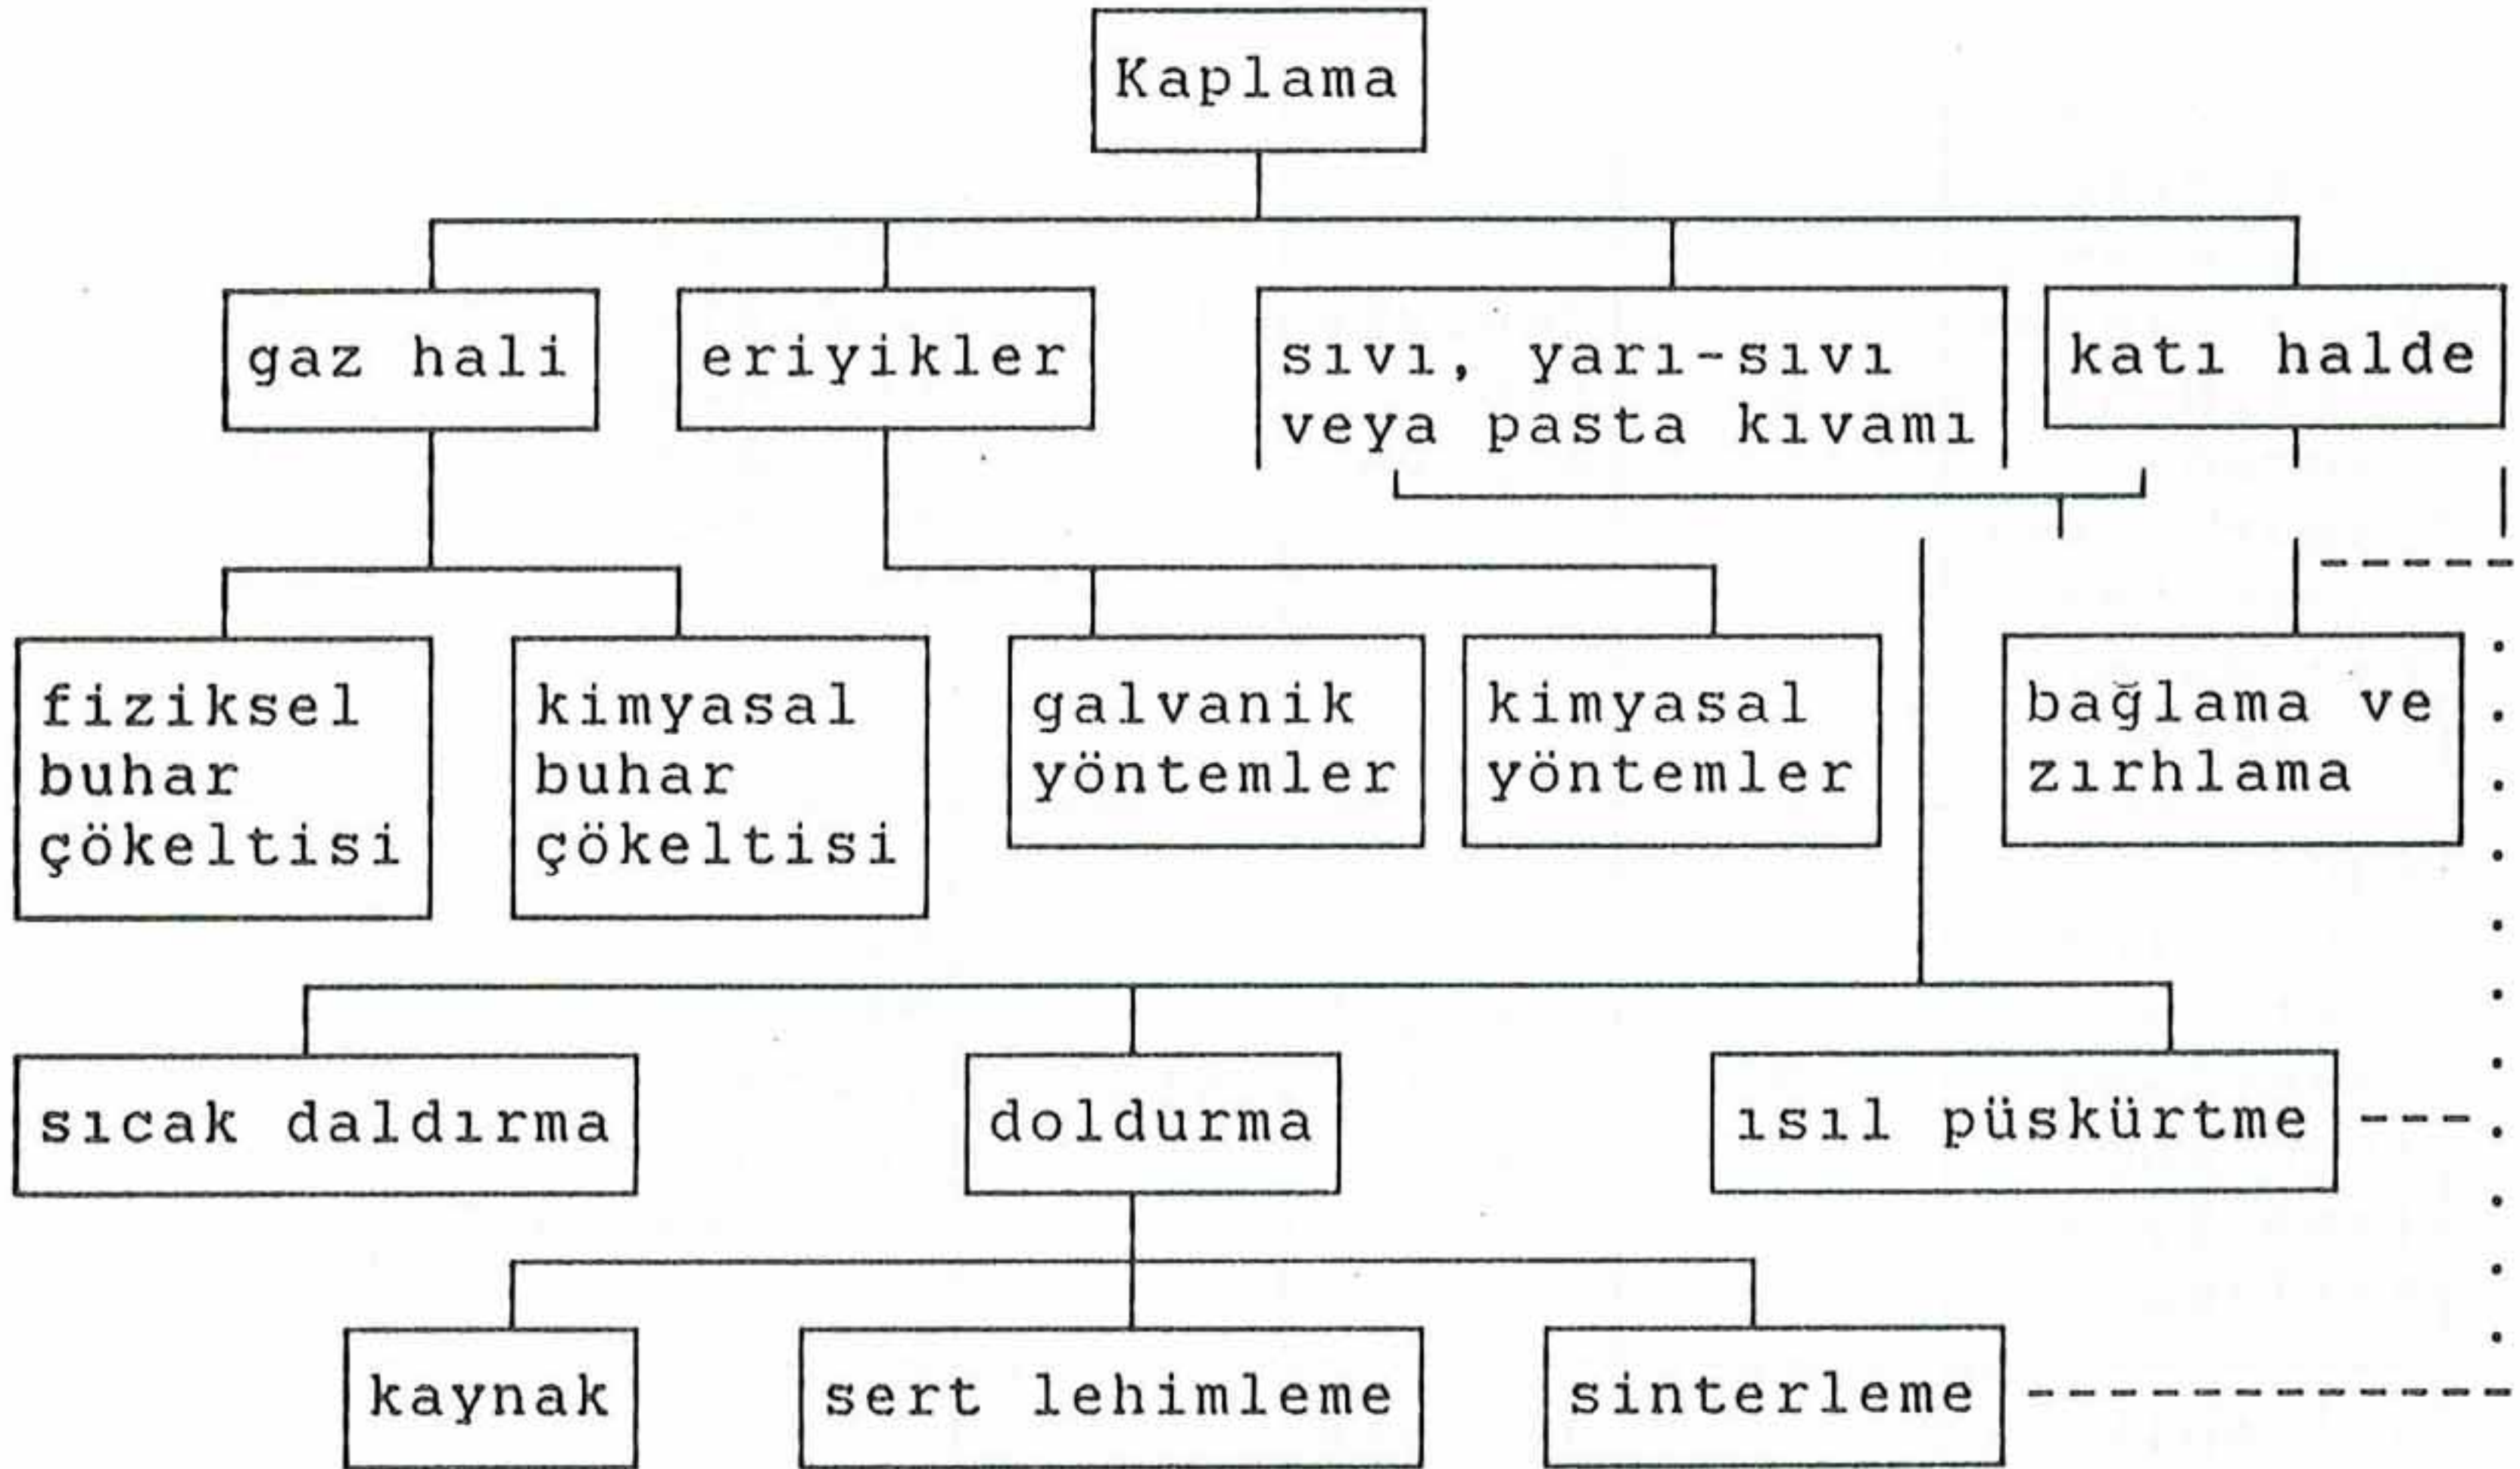 Kaplama
gaz hali
eriyikler
sıvı, yarı-sıvı
veya pasta kıvamı
katı halde
fiziksel
buhar
çökeltisi
kimyasal
buhar
çökeltisi
galvanik
yöntemler
kimyasal
yöntemler
bağlama ve
zırhlama
sıcak daldırma
doldurma
ısıl püskürtme
kaynak
sert lehimleme
sinterleme